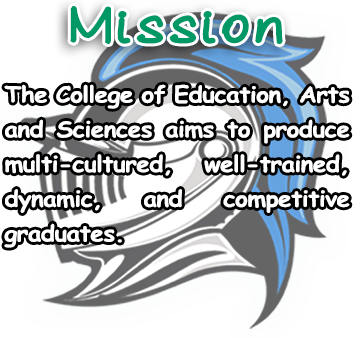 Mission
The College of Education, Arts
and Sciences aims to produce
multi-cultured, well-trained,
dynamic, and competitive
graduates.